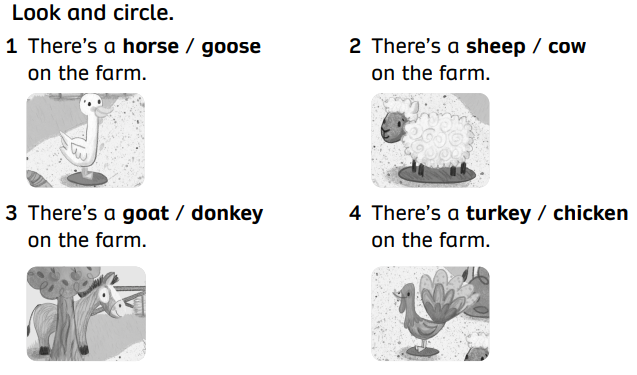 Look and circle.
1 There's a horse / goose
on the farm.
2 There's a sheep / cow
on the farm.
3 There's a goat / donkey
on the farm.
4 There's a turkey / chicken
on the farm.